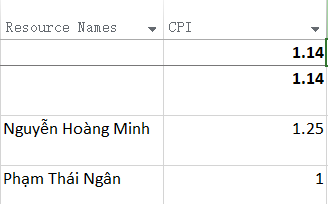 Resource Names CPI
1.14
1.14
Nguyễn Hoàng Minh 1.25
Phạm Thái Ngân 1